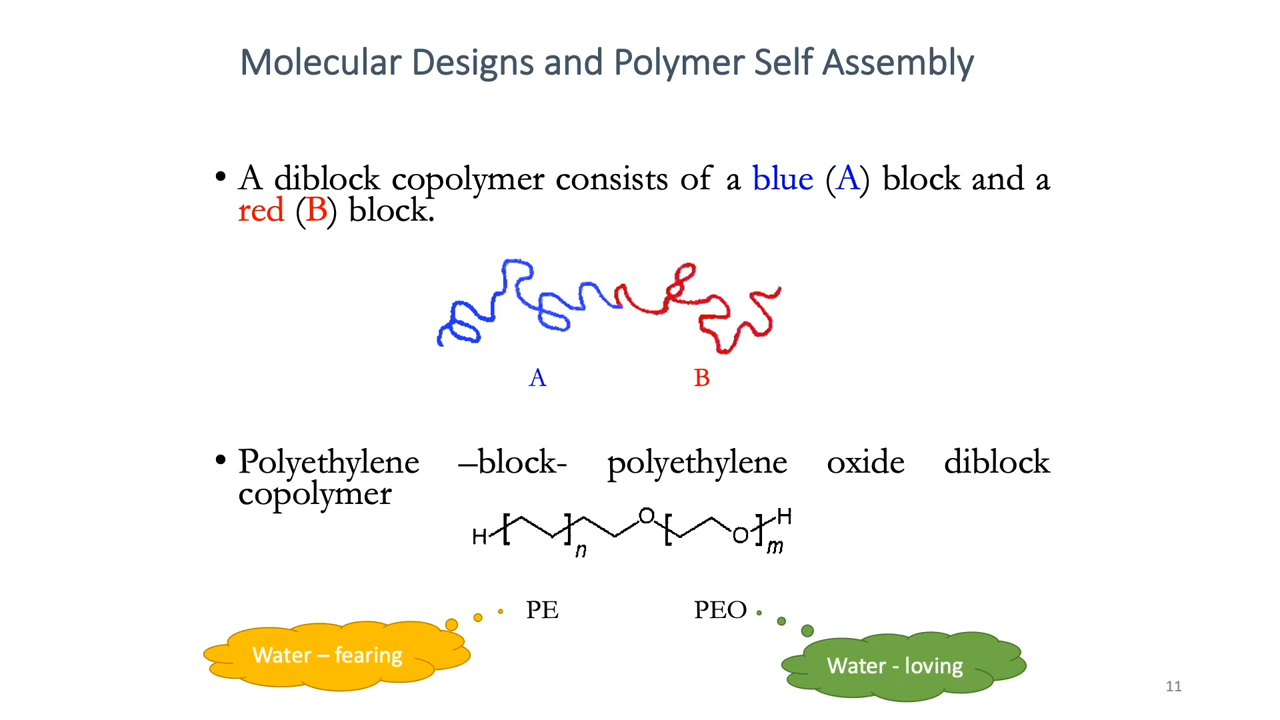 Molecular Designs and Polymer Self Assembly
• A diblock copolymer consists of a blue (A) block and a
red (B) block.
A B
• Polyethylene –block- polyethylene oxide diblock
copolymer
H [ ]n O [ O ]m H
PE PEO
Water – fearing
Water - loving
11